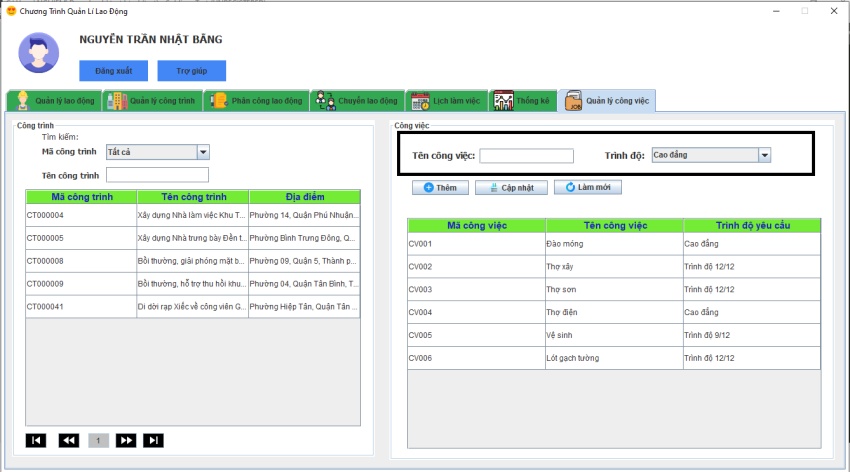 Chương Trình Quản Lí Lao Động
NGUYỄN TRẦN NHẬT BĂNG
Đăng xuất
Trợ giúp
Quản lý lao động
Quản lý công trình
Phân công lao động
Chuyển lao động
Lịch làm việc
Thống kê
Quản lý công việc
Công trình
Tìm kiếm:
Mã công trình
Tất cả
Tên công trình
Mã công trình Tên công trình Địa điểm
CT000004 Xây dựng Nhà làm việc Khu T... Phường 14, Quận Phú Nhuận...
CT000005 Xây dựng Nhà trưng bày Đền t... Phường Bình Trưng Đông, Q...
CT000008 Bồi thường, giải phóng mặt b... Phường 09, Quận 5, Thành p...
CT000009 Bồi thường, hỗ trợ thu hồi khu... Phường 04, Quận Tân Bình, T...
CT000041 Di dời rạp Xiếc về công viên G... Phường Hiệp Tân, Quận Tân ...
1
Công việc
Tên công việc:
Trình độ:
Cao đẳng
Thêm
Cập nhật
Làm mới
Mã công việc Tên công việc Trình độ yêu cầu
CV001 Đào móng Cao đẳng
CV002 Thợ xây Trình độ 12/12
CV003 Thợ sơn Trình độ 12/12
CV004 Thợ điện Cao đẳng
CV005 Vệ sinh Trình độ 9/12
CV006 Lót gạch tường Trình độ 12/12